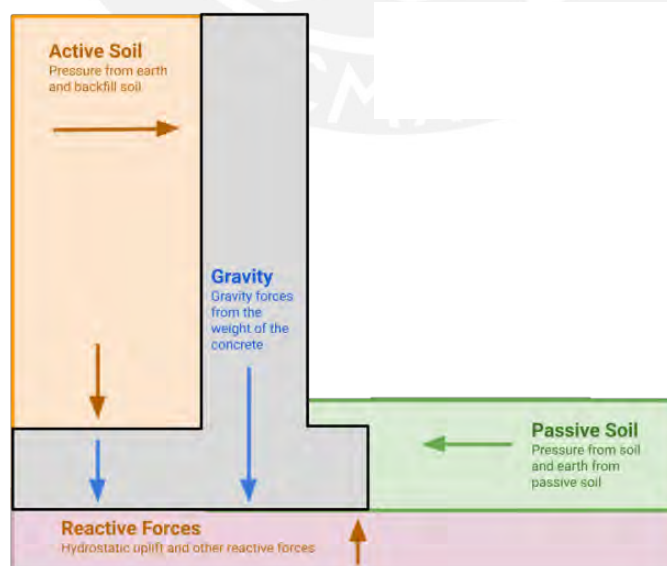 Active Soil
Pressure from earth
and backfill soil
Gravity
Gravity forces
from the
weight of the
concrete
Passive Soil
Pressure from soil
and earth from
passive soil
Reactive Forces
Hydrostatic uplift and other reactive forces